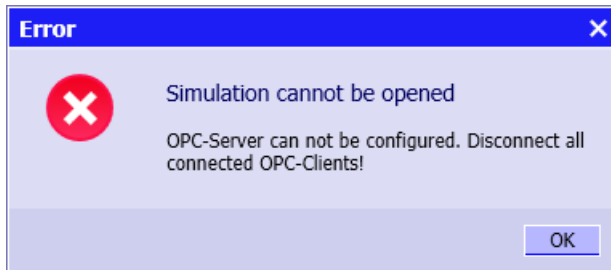 Error
Simulation cannot be opened
OPC-Server can not be configured. Disconnect all
connected OPC-Clients!
OK